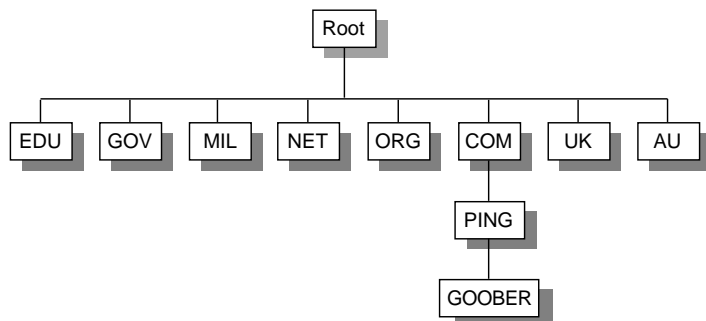 Root
EDU GOV MIL NET ORG COM UK AU
PING
GOOBER